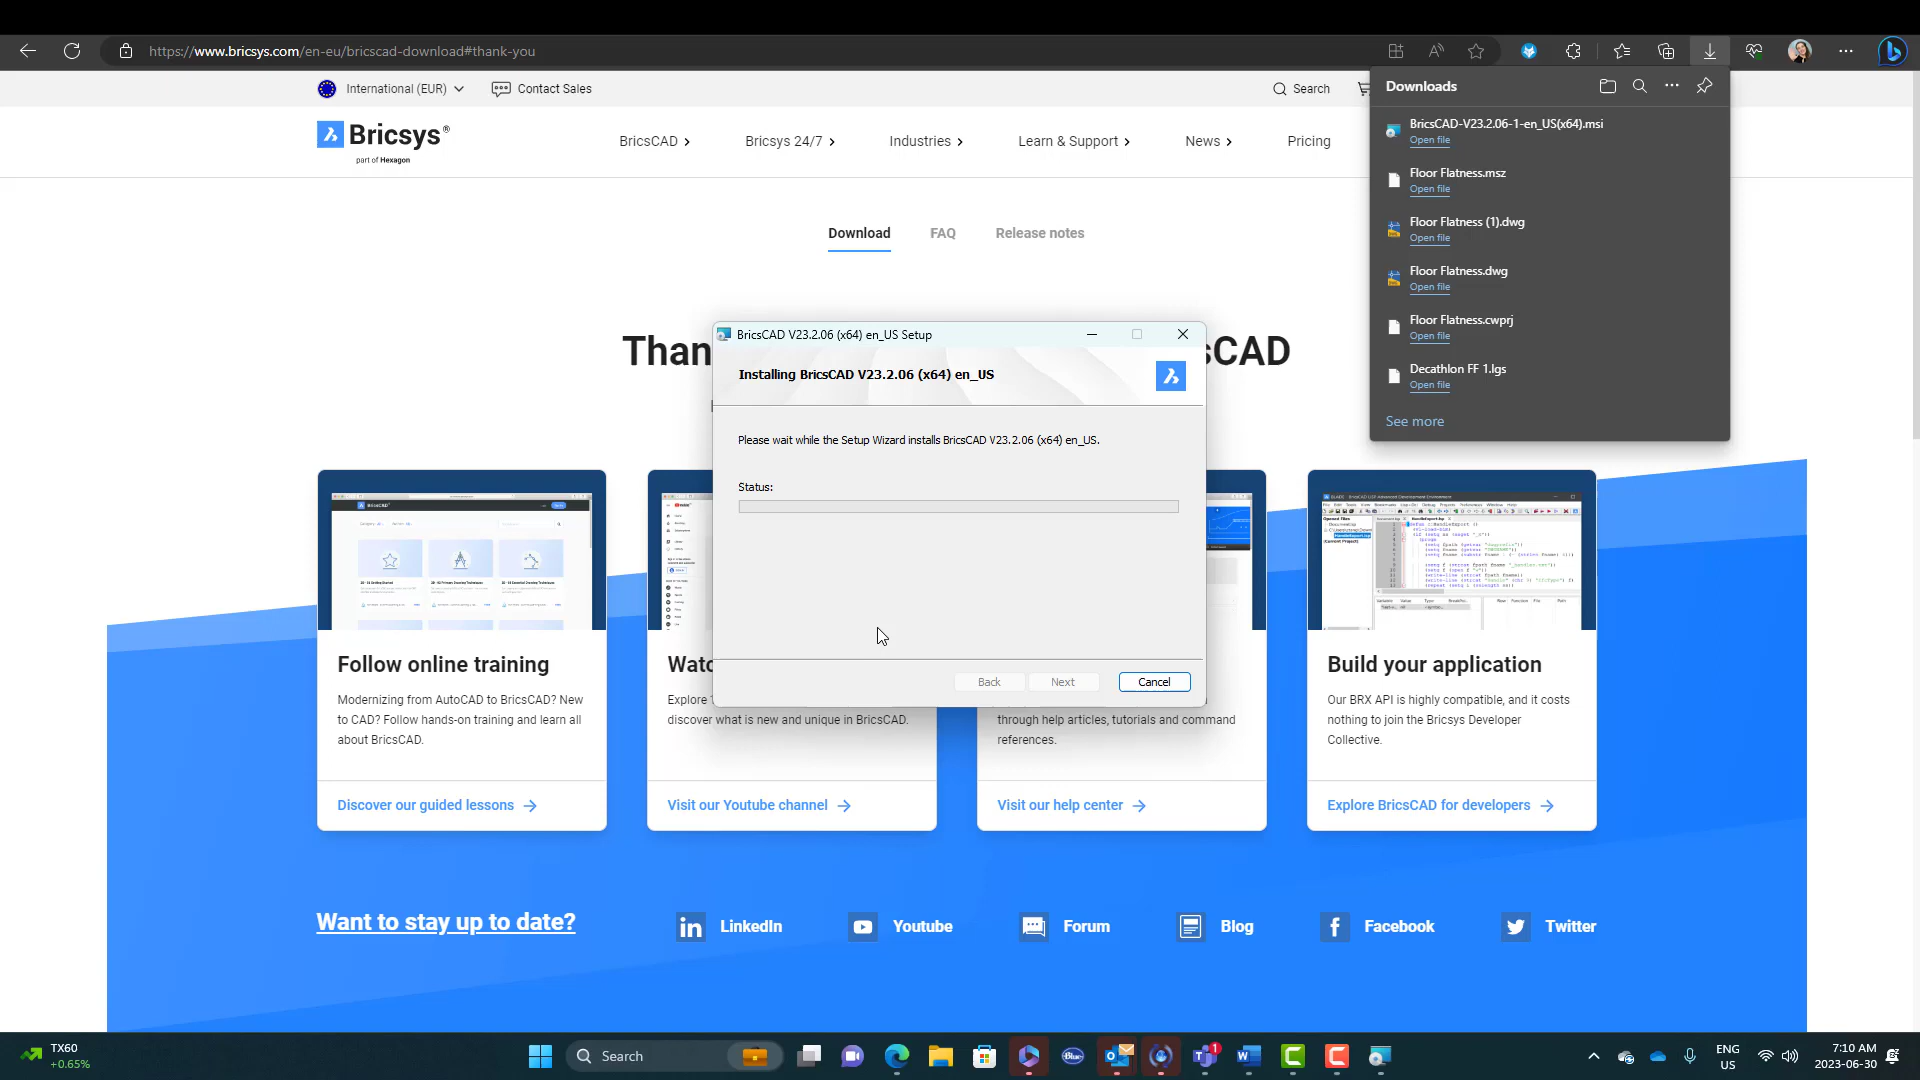 https://www.bricsys.com/en-eu/bricscad-download#thank-you
International (EUR)
Contact Sales
Search
Bricsys®
part of Hexagon
BricsCAD
Bricsys 24/7
Industries
Learn & Support
News
Pricing
Downloads
BricsCAD-V23.2.06-1-en_US(x64).msi
Open file
Floor Flatness.msz
Open file
Floor Flatness (1).dwg
Open file
Floor Flatness.dwg
Open file
Floor Flatness.cwprj
Open file
Decathlon FF 1.lgs
Open file
See more
Download
FAQ
Release notes
Than
sCAD
BricsCAD V23.2.06 (x64) en_US Setup
Installing BricsCAD V23.2.06 (x64) en_US
Please wait while the Setup Wizard installs BricsCAD V23.2.06 (x64) en_US.
Status:
Back
Next
Cancel
Follow online training
Modernizing from AutoCAD to BricsCAD? New
to CAD? Follow hands-on training and learn all
about BricsCAD.
Discover our guided lessons
Watc
Explore
discover what is new and unique in BricsCAD.
Visit our Youtube channel
through help articles, tutorials and command
references.
Visit our help center
Build your application
Our BRX API is highly compatible, and it costs
nothing to join the Bricsys Developer
Collective.
Explore BricsCAD for developers
Want to stay up to date?
LinkedIn
Youtube
Forum
Blog
Facebook
Twitter
TX60
+0.65%
Search
Blue
1
ENG
US
7:10 AM
2023-06-30